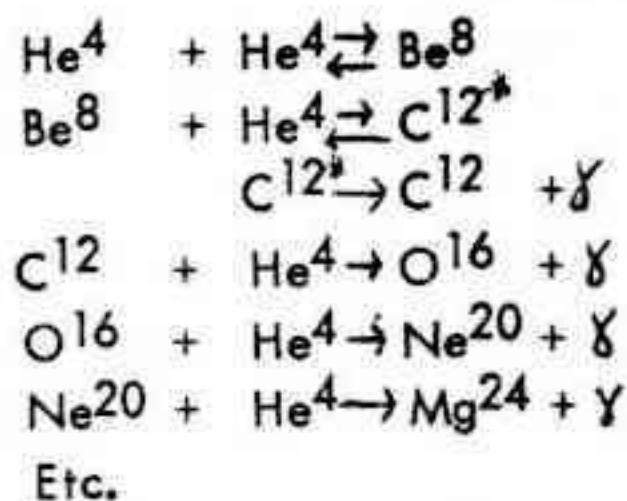 He⁴ + He⁴ ⇄ Be⁸
Be⁸ + He⁴ ⇄ C¹²*
C¹²* → C¹² + γ
C¹² + He⁴ → O¹⁶ + γ
O¹⁶ + He⁴ → Ne²⁰ + γ
Ne²⁰ + He⁴ → Mg²⁴ + γ
Etc.